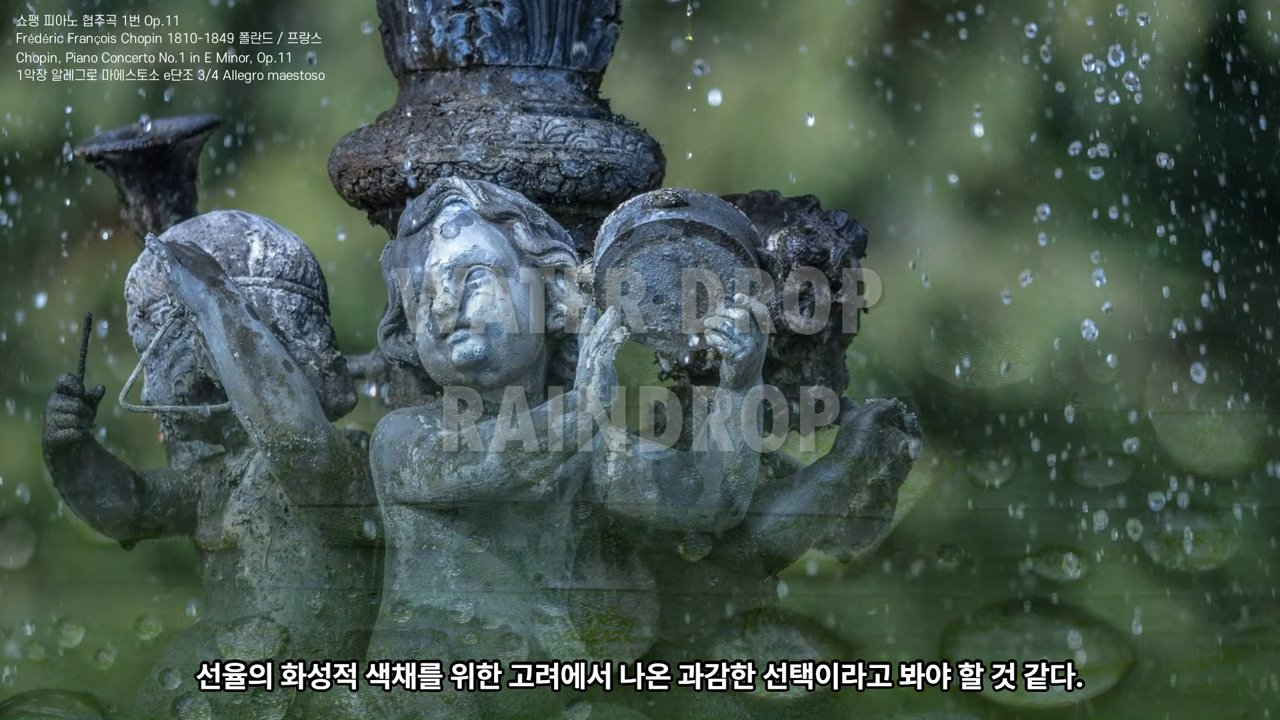 쇼팽 피아노 협주곡 1번 Op.11
Frédéric François Chopin 1810-1849 폴란드 / 프랑스
Chopin, Piano Concerto No.1 in E Minor, Op.11
1악장 알레그로 마에스토소 e단조 3/4 Allegro maestoso
WATER DROP
RAINDROP
선율의 화성적 색채를 위한 고려에서 나온 과감한 선택이라고 봐야 할 것 같다.